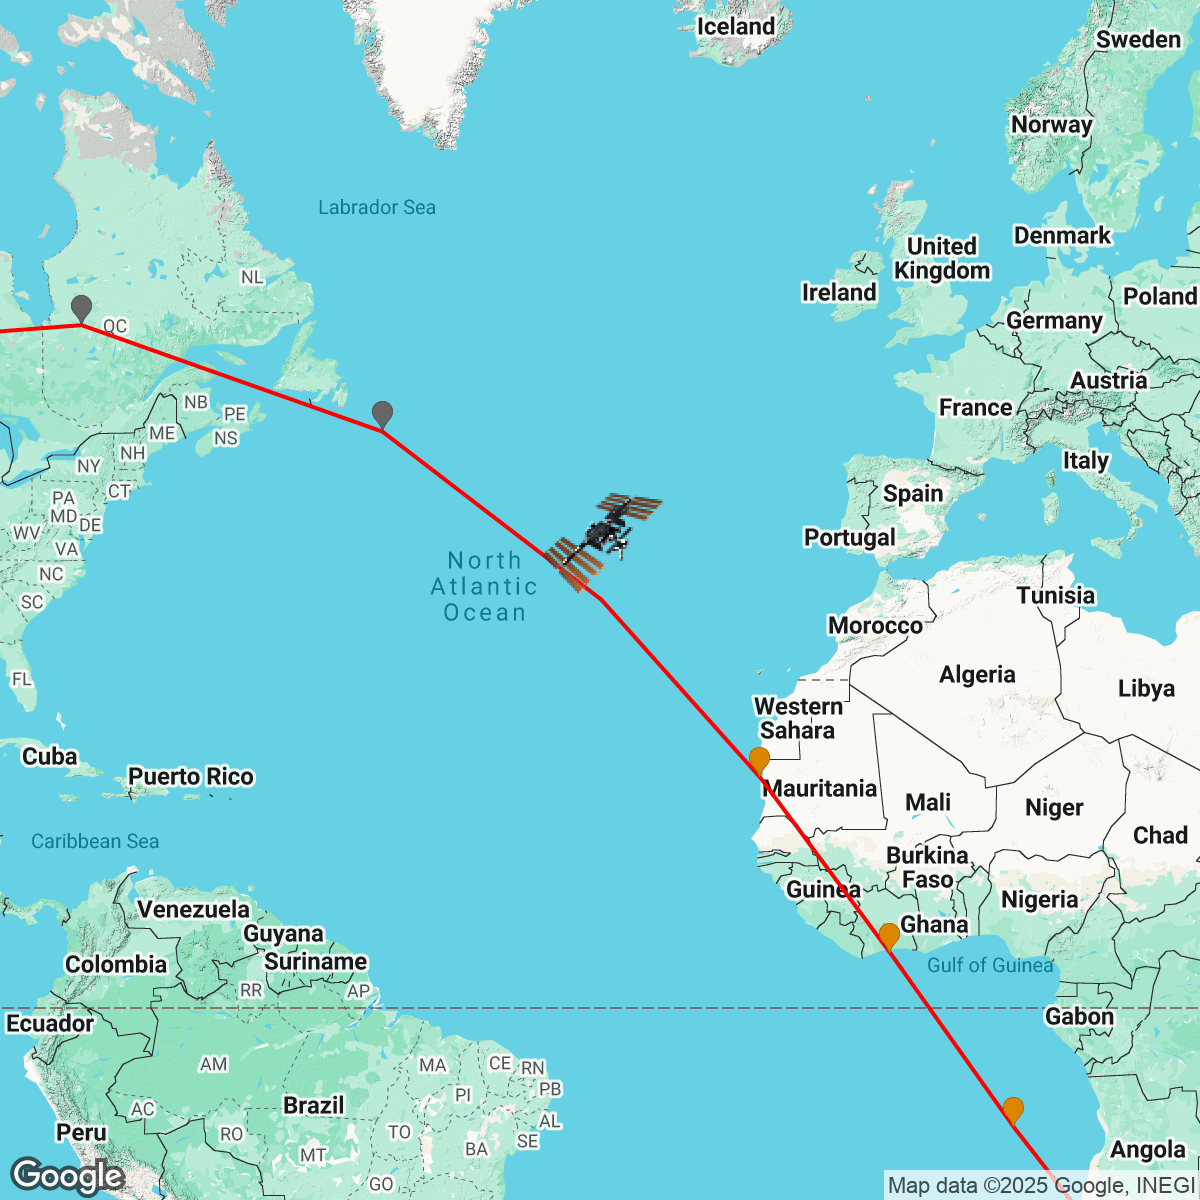 Iceland
Sweden
Norway
Labrador Sea
Denmark
United
Kingdom
NL
Ireland
Poland
Germany
QC
Austria
NB
PE
France
ME
NS
NH
Italy
NY
CT
Spain
PA
MD
DE
WV
Portugal
VA
North
Atlantic
Ocean
NC
Tunisia
SC
Morocco
Algeria
FL
Libya
Western
Sahara
Cuba
Puerto Rico
Mauritania
Mali
Niger
Chad
Caribbean Sea
Burkina
Faso
Guinea
Nigeria
Venezuela
Ghana
Guyana
Colombia
Suriname
Gulf of Guinea
RR
AP
Gabon
Ecuador
AM
MA
CE
RN
PB
PI
Brazil
AC
AL
Peru
RO
TO
SE
BA
MT
Angola
GO
Google
Map data ©2025 Google, INEGI